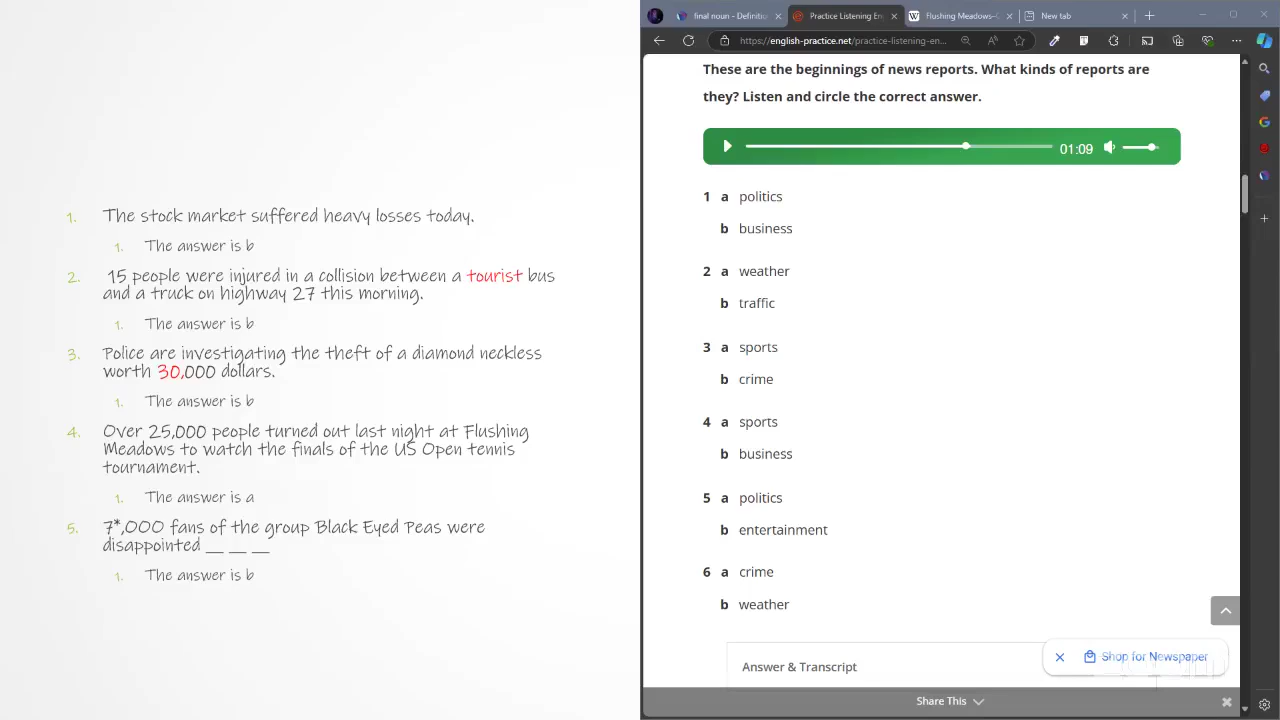 1. The stock market suffered heavy losses today.
1. The answer is b
2. 15 people were injured in a collision between a tourist bus
and a truck on highway 27 this morning.
1. The answer is b
3. Police are investigating the theft of a diamond neckless
worth 30,000 dollars.
1. The answer is b
4. Over 25,000 people turned out last night at Flushing
Meadows to watch the finals of the US Open tennis
tournament.
1. The answer is a
5. 7*,000 fans of the group Black Eyed Peas were
disappointed __ __ __
1. The answer is b
final noun - Definitio
Practice Listening En
Flushing Meadows–C
New tab
https://english-practice.net/practice-listening-en...
These are the beginnings of news reports. What kinds of reports are
they? Listen and circle the correct answer.
01:09
1 a politics
b business
2 a weather
b traffic
3 a sports
b crime
4 a sports
b business
5 a politics
b entertainment
6 a crime
b weather
Answer & Transcript
Shop for Newspaper
Share This